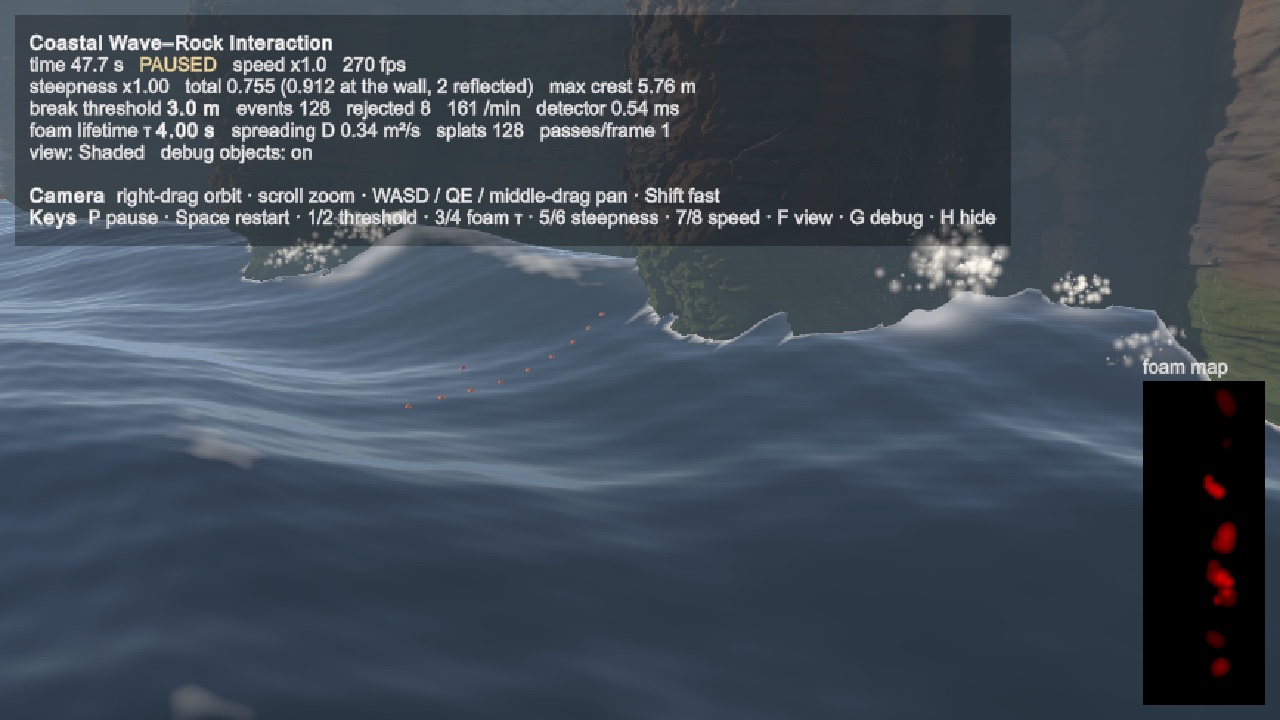 Coastal Wave–Rock Interaction
time 47.7 s PAUSED speed x1.0 270 fps
steepness x1.00 total 0.755 (0.912 at the wall, 2 reflected) max crest 5.76 m
break threshold 3.0 m events 128 rejected 8 161 /min detector 0.54 ms
foam lifetime τ 4.00 s spreading D 0.34 m²/s splats 128 passes/frame 1
view: Shaded debug objects: on
Camera right-drag orbit · scroll zoom · WASD / QE / middle-drag pan · Shift fast
Keys P pause · Space restart · 1/2 threshold · 3/4 foam τ · 5/6 steepness · 7/8 speed · F view · G debug · H hide
foam map